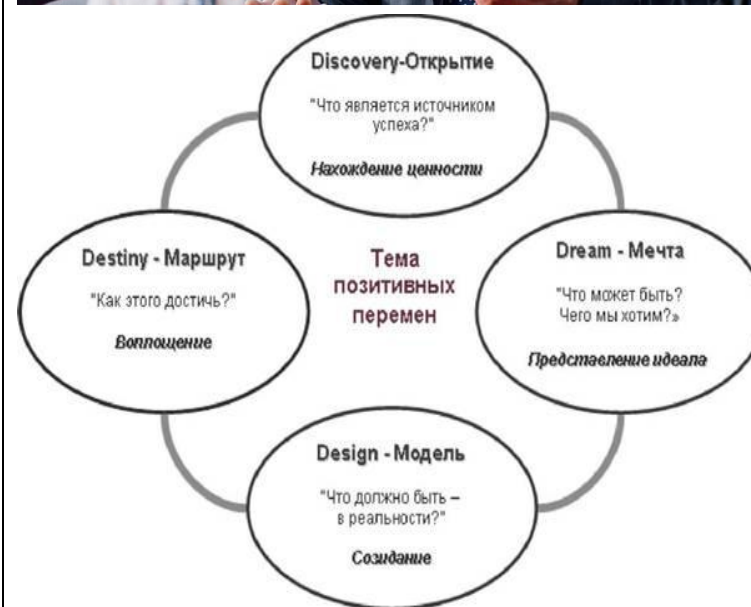 Discovery-Открытие
"Что является источником
успеха?"
Нахождение ценности
Destiny - Маршрут
"Как этого достичь?"
Воплощение
Тема
позитивных
перемен
Dream - Мечта
"Что может быть?
Чего мы хотим?»
Представление идеала
Design - Модель
"Что должно быть –
в реальности?"
Созидание